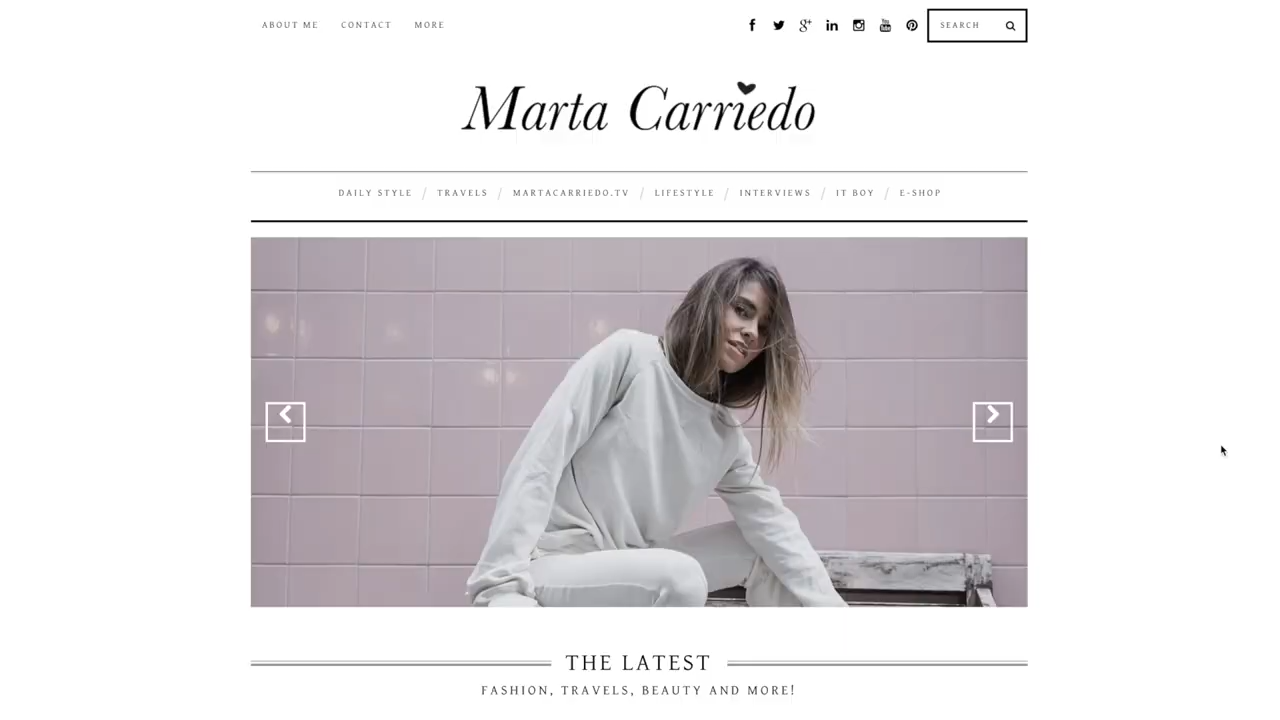 ABOUT ME CONTACT MORE SEARCH
Marta Carriedo
DAILY STYLE / TRAVELS / MARTACARRIEDO.TV / LIFESTYLE / INTERVIEWS / IT BOY / E-SHOP
THE LATEST
FASHION, TRAVELS, BEAUTY AND MORE!